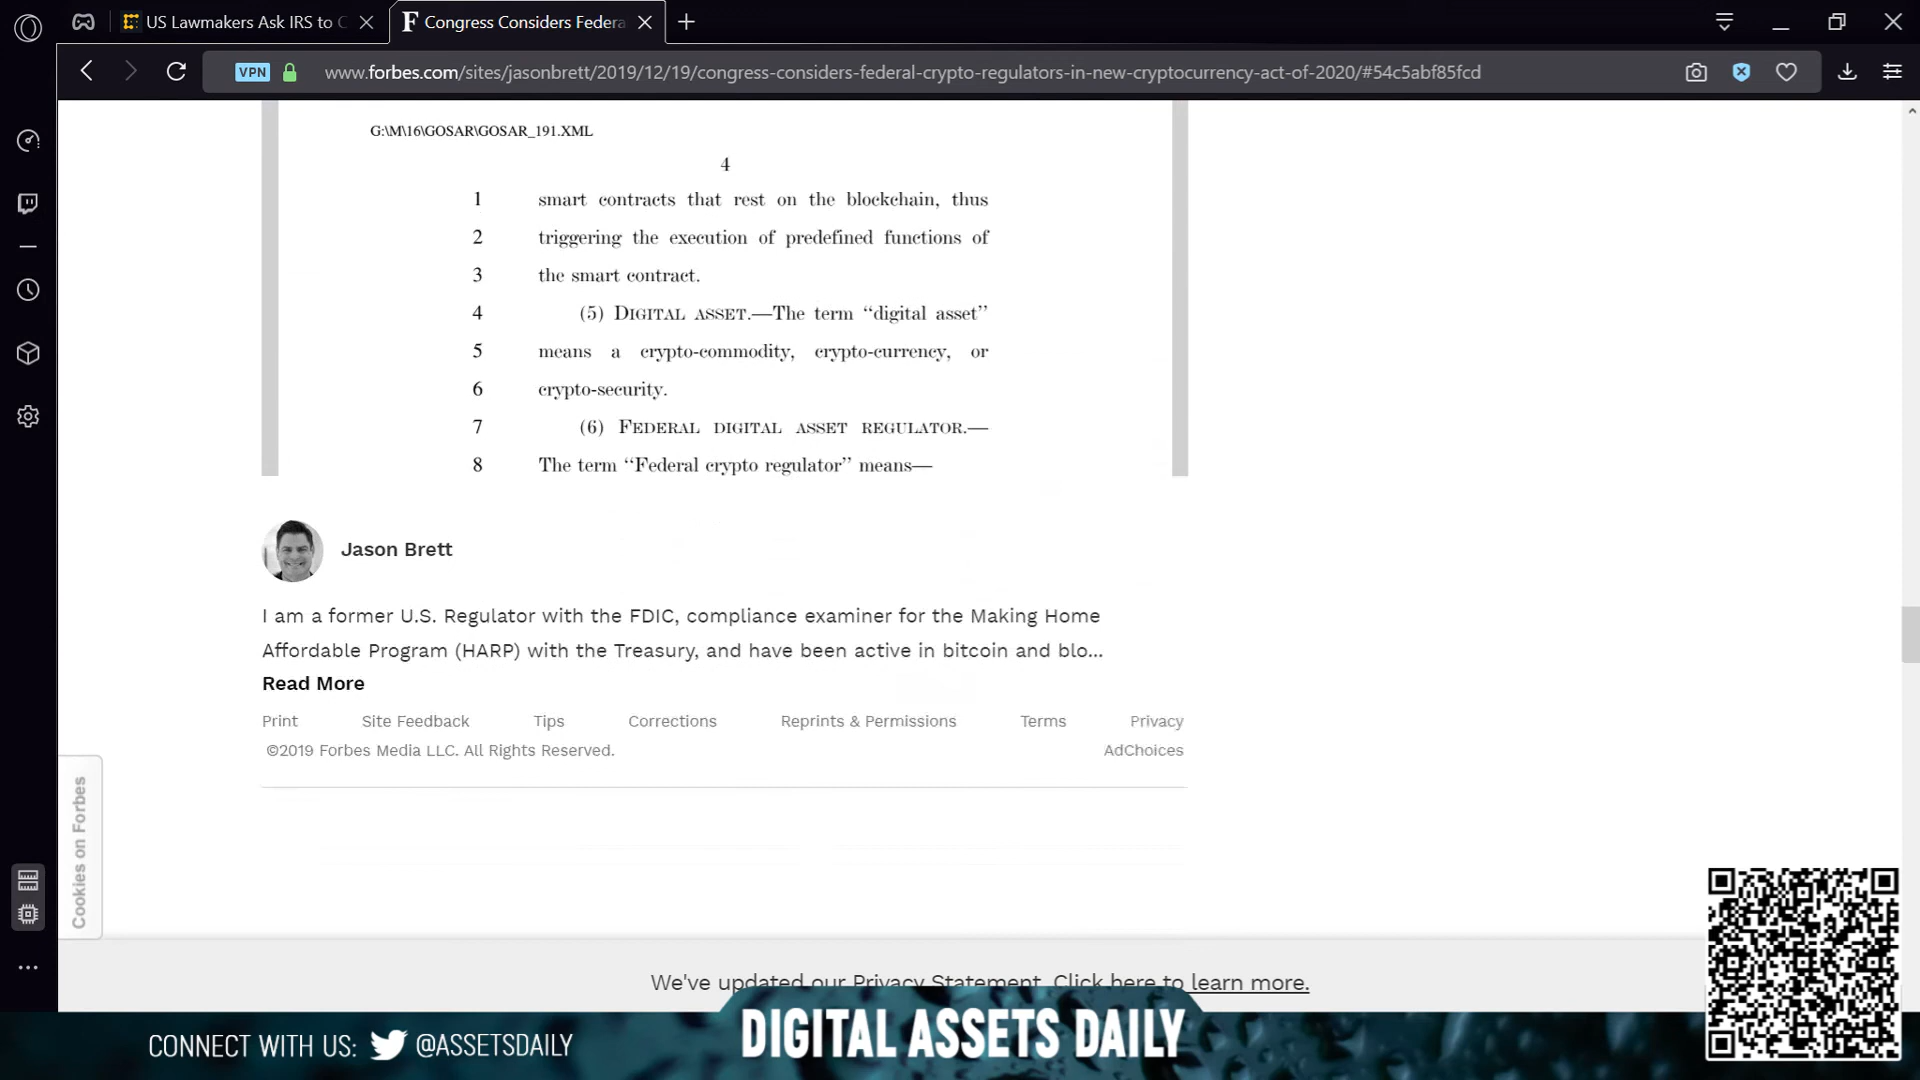 US Lawmakers Ask IRS to C
Congress Considers Federa
VPN
www.forbes.com/sites/jasonbrett/2019/12/19/congress-considers-federal-crypto-regulators-in-new-cryptocurrency-act-of-2020/#54c5abf85fcd
G:\M\16\GOSAR\GOSAR_191.XML
4
1 smart contracts that rest on the blockchain, thus
2 triggering the execution of predefined functions of
3 the smart contract.
4 (5) DIGITAL ASSET.—The term ‘‘digital asset’’
5 means a crypto-commodity, crypto-currency, or
6 crypto-security.
7 (6) FEDERAL DIGITAL ASSET REGULATOR.—
8 The term ‘‘Federal crypto regulator’’ means—
Jason Brett
I am a former U.S. Regulator with the FDIC, compliance examiner for the Making Home
Affordable Program (HARP) with the Treasury, and have been active in bitcoin and blo...
Read More
Print Site Feedback Tips Corrections Reprints & Permissions Terms Privacy
©2019 Forbes Media LLC. All Rights Reserved. AdChoices
Cookies on Forbes
We've updated our Privacy Statement. Click here to learn more.
CONNECT WITH US: @ASSETSDAILY
DIGITAL ASSETS DAILY